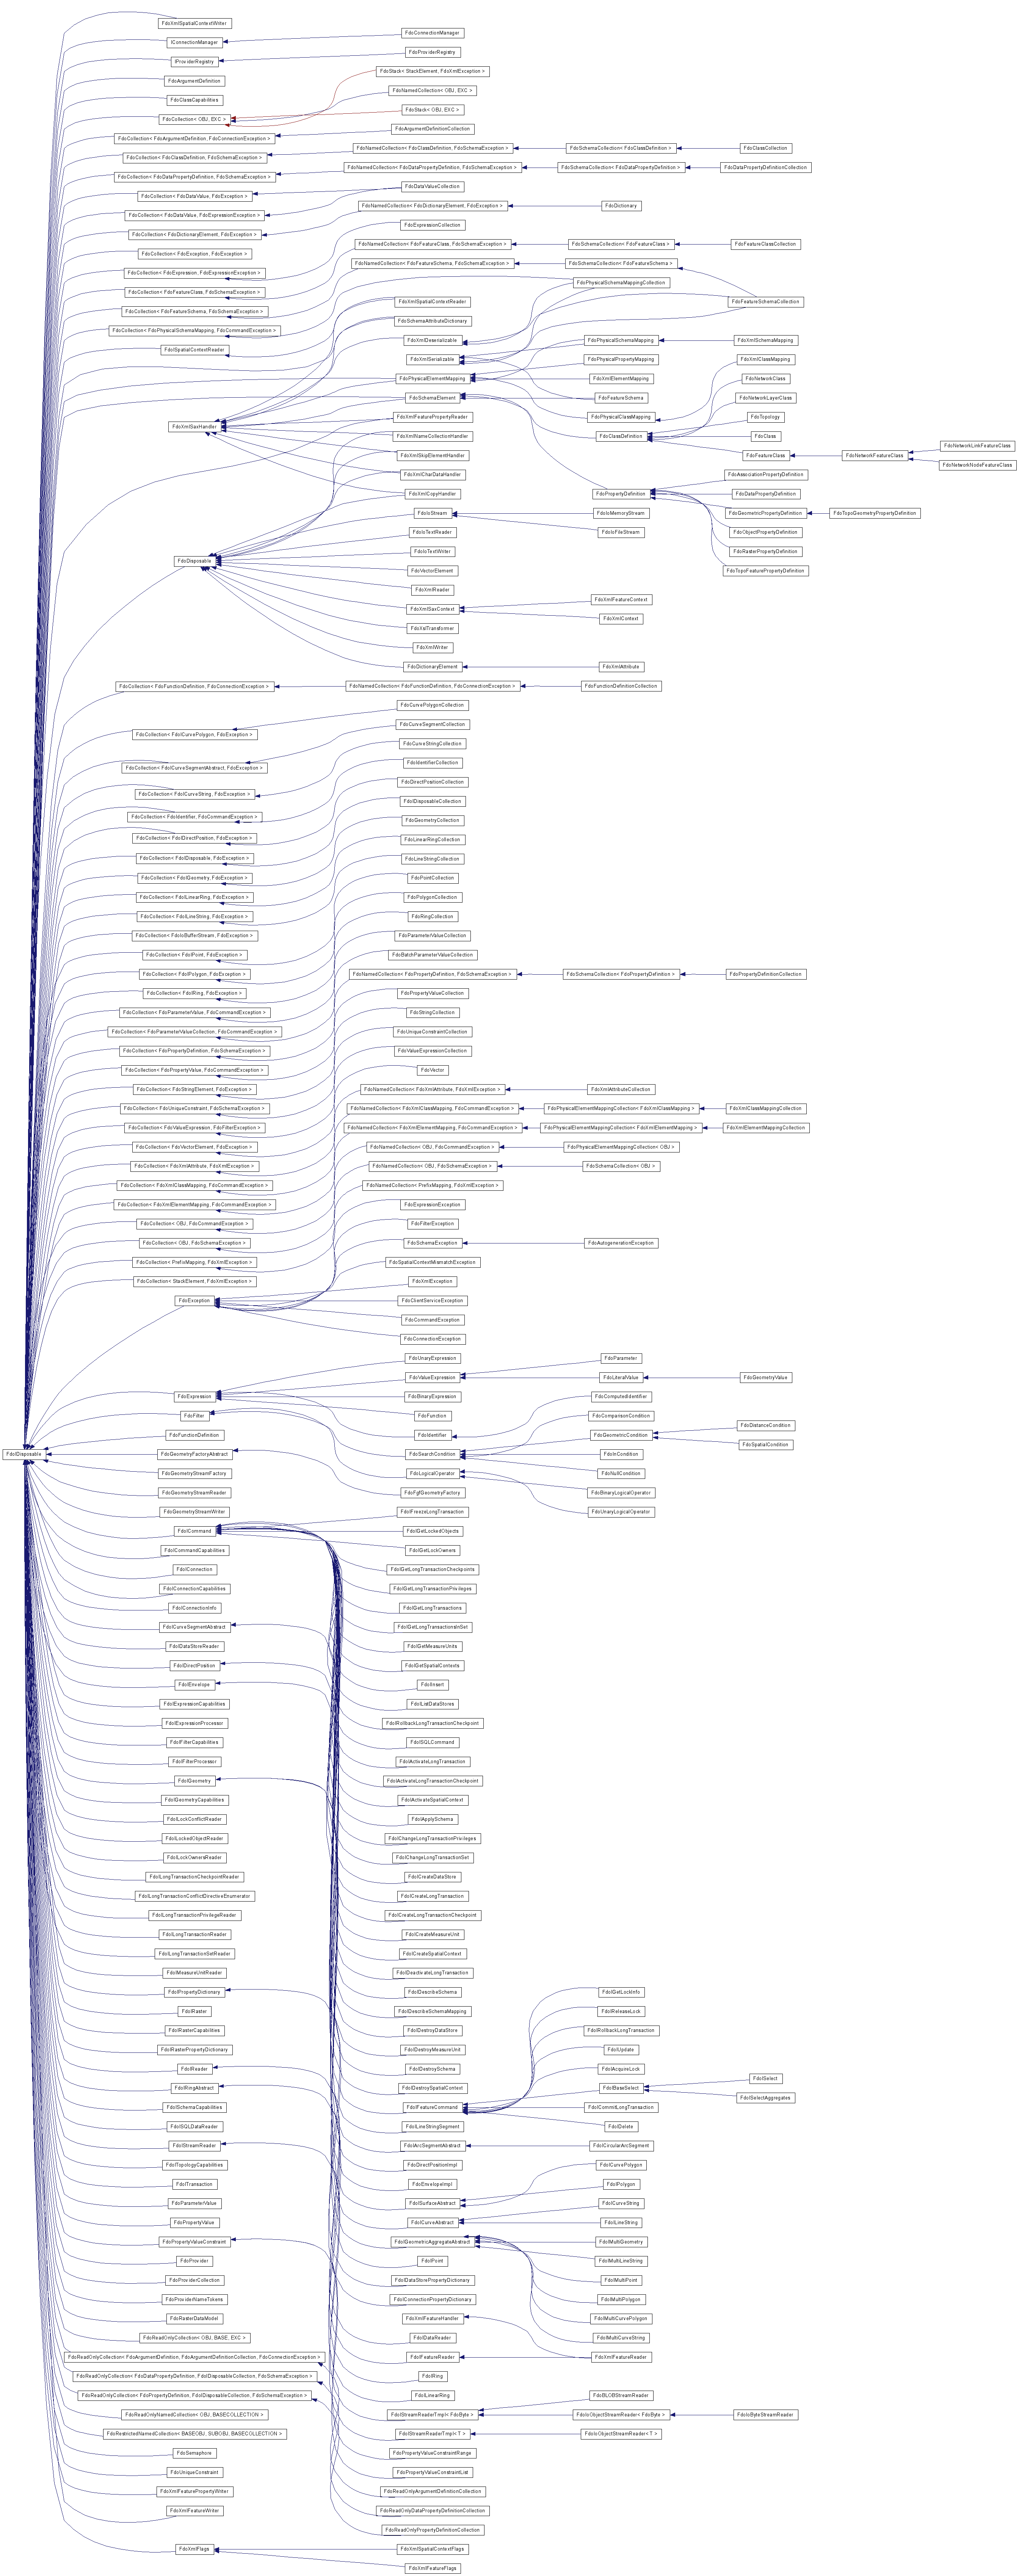 FdoXmlSpatialContextWriter
FdoConnectionManager
IConnectionManager
FdoProviderRegistry
IProviderRegistry
FdoStack< StackElement, FdoXmlException >
FdoArgumentDefinition
FdoNamedCollection< OBJ, EXC >
FdoClassCapabilities
FdoStack< OBJ, EXC >
FdoCollection< OBJ, EXC >
FdoArgumentDefinitionCollection
FdoCollection< FdoArgumentDefinition, FdoConnectionException >
FdoNamedCollection< FdoClassDefinition, FdoSchemaException >
FdoSchemaCollection< FdoClassDefinition >
FdoClassCollection
FdoCollection< FdoClassDefinition, FdoSchemaException >
FdoNamedCollection< FdoDataPropertyDefinition, FdoSchemaException >
FdoSchemaCollection< FdoDataPropertyDefinition >
FdoDataPropertyDefinitionCollection
FdoCollection< FdoDataPropertyDefinition, FdoSchemaException >
FdoDataValueCollection
FdoCollection< FdoDataValue, FdoException >
FdoNamedCollection< FdoDictionaryElement, FdoException >
FdoDictionary
FdoCollection< FdoDataValue, FdoExpressionException >
FdoExpressionCollection
FdoCollection< FdoDictionaryElement, FdoException >
FdoNamedCollection< FdoFeatureClass, FdoSchemaException >
FdoSchemaCollection< FdoFeatureClass >
FdoFeatureClassCollection
FdoCollection< FdoException, FdoException >
FdoNamedCollection< FdoFeatureSchema, FdoSchemaException >
FdoSchemaCollection< FdoFeatureSchema >
FdoCollection< FdoExpression, FdoExpressionException >
FdoPhysicalSchemaMappingCollection
FdoCollection< FdoFeatureClass, FdoSchemaException >
FdoXmlSpatialContextReader
FdoFeatureSchemaCollection
FdoCollection< FdoFeatureSchema, FdoSchemaException >
FdoSchemaAttributeDictionary
FdoCollection< FdoPhysicalSchemaMapping, FdoCommandException >
FdoXmlDeserializable
FdoPhysicalSchemaMapping
FdoXmlSchemaMapping
ISpatialContextReader
FdoXmlSerializable
FdoPhysicalPropertyMapping
FdoXmlClassMapping
FdoPhysicalElementMapping
FdoXmlElementMapping
FdoNetworkClass
FdoSchemaElement
FdoFeatureSchema
FdoNetworkLayerClass
FdoXmlFeaturePropertyReader
FdoPhysicalClassMapping
FdoTopology
FdoXmlSaxHandler
FdoXmlNameCollectionHandler
FdoClassDefinition
FdoClass
FdoNetworkLinkFeatureClass
FdoXmlSkipElementHandler
FdoFeatureClass
FdoNetworkFeatureClass
FdoNetworkNodeFeatureClass
FdoXmlCharDataHandler
FdoAssociationPropertyDefinition
FdoXmlCopyHandler
FdoPropertyDefinition
FdoDataPropertyDefinition
FdoIoStream
FdoIoMemoryStream
FdoGeometricPropertyDefinition
FdoTopoGeometryPropertyDefinition
FdoIoTextReader
FdoIoFileStream
FdoObjectPropertyDefinition
FdoIoTextWriter
FdoRasterPropertyDefinition
FdoDisposable
FdoVectorElement
FdoTopoFeaturePropertyDefinition
FdoXmlReader
FdoXmlSaxContext
FdoXmlFeatureContext
FdoXmlContext
FdoXslTransformer
FdoXmlWriter
FdoDictionaryElement
FdoXmlAttribute
FdoCollection< FdoFunctionDefinition, FdoConnectionException >
FdoNamedCollection< FdoFunctionDefinition, FdoConnectionException >
FdoFunctionDefinitionCollection
FdoCurvePolygonCollection
FdoCurveSegmentCollection
FdoCollection< FdoICurvePolygon, FdoException >
FdoCurveStringCollection
FdoCollection< FdoICurveSegmentAbstract, FdoException >
FdoIdentifierCollection
FdoDirectPositionCollection
FdoCollection< FdoICurveString, FdoException >
FdoIDisposableCollection
FdoCollection< FdoIdentifier, FdoCommandException >
FdoGeometryCollection
FdoCollection< FdoIDirectPosition, FdoException >
FdoLinearRingCollection
FdoCollection< FdoIDisposable, FdoException >
FdoLineStringCollection
FdoCollection< FdoIGeometry, FdoException >
FdoPointCollection
FdoCollection< FdoILinearRing, FdoException >
FdoPolygonCollection
FdoCollection< FdoILineString, FdoException >
FdoRingCollection
FdoCollection< FdoIoBufferStream, FdoException >
FdoParameterValueCollection
FdoCollection< FdoIPoint, FdoException >
FdoBatchParameterValueCollection
FdoCollection< FdoIPolygon, FdoException >
FdoNamedCollection< FdoPropertyDefinition, FdoSchemaException >
FdoSchemaCollection< FdoPropertyDefinition >
FdoPropertyDefinitionCollection
FdoCollection< FdoIRing, FdoException >
FdoPropertyValueCollection
FdoCollection< FdoParameterValue, FdoCommandException >
FdoStringCollection
FdoCollection< FdoParameterValueCollection, FdoCommandException >
FdoUniqueConstraintCollection
FdoCollection< FdoPropertyDefinition, FdoSchemaException >
FdoValueExpressionCollection
FdoCollection< FdoPropertyValue, FdoCommandException >
FdoVector
FdoCollection< FdoStringElement, FdoException >
FdoNamedCollection< FdoXmlAttribute, FdoXmlException >
FdoXmlAttributeCollection
FdoCollection< FdoUniqueConstraint, FdoSchemaException >
FdoNamedCollection< FdoXmlClassMapping, FdoCommandException >
FdoPhysicalElementMappingCollection< FdoXmlClassMapping >
FdoXmlClassMappingCollection
FdoCollection< FdoValueExpression, FdoFilterException >
FdoNamedCollection< FdoXmlElementMapping, FdoCommandException >
FdoPhysicalElementMappingCollection< FdoXmlElementMapping >
FdoXmlElementMappingCollection
FdoCollection< FdoVectorElement, FdoException >
FdoNamedCollection< OBJ, FdoCommandException >
FdoPhysicalElementMappingCollection< OBJ >
FdoCollection< FdoXmlAttribute, FdoXmlException >
FdoNamedCollection< OBJ, FdoSchemaException >
FdoSchemaCollection< OBJ >
FdoCollection< FdoXmlClassMapping, FdoCommandException >
FdoNamedCollection< PrefixMapping, FdoXmlException >
FdoCollection< FdoXmlElementMapping, FdoCommandException >
FdoExpressionException
FdoCollection< OBJ, FdoCommandException >
FdoFilterException
FdoCollection< OBJ, FdoSchemaException >
FdoSchemaException
FdoAutogenerationException
FdoCollection< PrefixMapping, FdoXmlException >
FdoSpatialContextMismatchException
FdoCollection< StackElement, FdoXmlException >
FdoXmlException
FdoException
FdoClientServiceException
FdoCommandException
FdoConnectionException
FdoUnaryExpression
FdoParameter
FdoValueExpression
FdoLiteralValue
FdoGeometryValue
FdoExpression
FdoBinaryExpression
FdoComputedIdentifier
FdoFilter
FdoFunction
FdoComparisonCondition
FdoFunctionDefinition
FdoIdentifier
FdoGeometricCondition
FdoDistanceCondition
FdoSpatialCondition
FdoIDisposable
FdoGeometryFactoryAbstract
FdoSearchCondition
FdoInCondition
FdoGeometryStreamFactory
FdoLogicalOperator
FdoNullCondition
FdoGeometryStreamReader
FdoFgfGeometryFactory
FdoBinaryLogicalOperator
FdoGeometryStreamWriter
FdoIFreezeLongTransaction
FdoUnaryLogicalOperator
FdoICommand
FdoIGetLockedObjects
FdoICommandCapabilities
FdoIGetLockOwners
FdoIConnection
FdoIGetLongTransactionCheckpoints
FdoIConnectionCapabilities
FdoIGetLongTransactionPrivileges
FdoIConnectionInfo
FdoIGetLongTransactions
FdoICurveSegmentAbstract
FdoIGetLongTransactionsInSet
FdoIDataStoreReader
FdoIGetMeasureUnits
FdoIDirectPosition
FdoIGetSpatialContexts
FdoIEnvelope
FdoIInsert
FdoIExpressionCapabilities
FdoIListDataStores
FdoIExpressionProcessor
FdoIRollbackLongTransactionCheckpoint
FdoIFilterCapabilities
FdoISQLCommand
FdoIFilterProcessor
FdoIActivateLongTransaction
FdoIGeometry
FdoIActivateLongTransactionCheckpoint
FdoIGeometryCapabilities
FdoIActivateSpatialContext
FdoILockConflictReader
FdoIApplySchema
FdoILockedObjectReader
FdoIChangeLongTransactionPrivileges
FdoILockOwnersReader
FdoIChangeLongTransactionSet
FdoILongTransactionCheckpointReader
FdoICreateDataStore
FdoILongTransactionConflictDirectiveEnumerator
FdoICreateLongTransaction
FdoILongTransactionPrivilegeReader
FdoICreateLongTransactionCheckpoint
FdoILongTransactionReader
FdoICreateMeasureUnit
FdoILongTransactionSetReader
FdoICreateSpatialContext
FdoIMeasureUnitReader
FdoIDeactivateLongTransaction
FdoIPropertyDictionary
FdoIDescribeSchema
FdoIGetLockInfo
FdoIRaster
FdoIDescribeSchemaMapping
FdoIReleaseLock
FdoIRasterCapabilities
FdoIDestroyDataStore
FdoIRollbackLongTransaction
FdoIRasterPropertyDictionary
FdoIDestroyMeasureUnit
FdoIUpdate
FdoIReader
FdoIDestroySchema
FdoIAcquireLock
FdoISelect
FdoIRingAbstract
FdoIDestroySpatialContext
FdoIBaseSelect
FdoISelectAggregates
FdoISchemaCapabilities
FdoIFeatureCommand
FdoICommitLongTransaction
FdoISQLDataReader
FdoILineStringSegment
FdoIDelete
FdoIStreamReader
FdoIArcSegmentAbstract
FdoICircularArcSegment
FdoITopologyCapabilities
FdoDirectPositionImpl
FdoICurvePolygon
FdoITransaction
FdoEnvelopeImpl
FdoIPolygon
FdoParameterValue
FdoISurfaceAbstract
FdoICurveString
FdoPropertyValue
FdoICurveAbstract
FdoILineString
FdoPropertyValueConstraint
FdoIGeometricAggregateAbstract
FdoIMultiGeometry
FdoProvider
FdoIPoint
FdoIMultiLineString
FdoProviderCollection
FdoIDataStorePropertyDictionary
FdoIMultiPoint
FdoProviderNameTokens
FdoIConnectionPropertyDictionary
FdoIMultiPolygon
FdoRasterDataModel
FdoXmlFeatureHandler
FdoIMultiCurvePolygon
FdoReadOnlyCollection< OBJ, BASE, EXC >
FdoIDataReader
FdoIMultiCurveString
FdoReadOnlyCollection< FdoArgumentDefinition, FdoArgumentDefinitionCollection, FdoConnectionException >
FdoIFeatureReader
FdoXmlFeatureReader
FdoReadOnlyCollection< FdoDataPropertyDefinition, FdoIDisposableCollection, FdoSchemaException >
FdoIRing
FdoReadOnlyCollection< FdoPropertyDefinition, FdoIDisposableCollection, FdoSchemaException >
FdoILinearRing
FdoBLOBStreamReader
FdoReadOnlyNamedCollection< OBJ, BASECOLLECTION >
FdoIStreamReaderTmpl< FdoByte >
FdoIoObjectStreamReader< FdoByte >
FdoIoByteStreamReader
FdoRestrictedNamedCollection< BASEOBJ, SUBOBJ, BASECOLLECTION >
FdoIStreamReaderTmpl< T >
FdoIoObjectStreamReader< T >
FdoSemaphore
FdoPropertyValueConstraintRange
FdoUniqueConstraint
FdoPropertyValueConstraintList
FdoXmlFeaturePropertyWriter
FdoReadOnlyArgumentDefinitionCollection
FdoXmlFeatureWriter
FdoReadOnlyDataPropertyDefinitionCollection
FdoReadOnlyPropertyDefinitionCollection
FdoXmlFlags
FdoXmlSpatialContextFlags
FdoXmlFeatureFlags